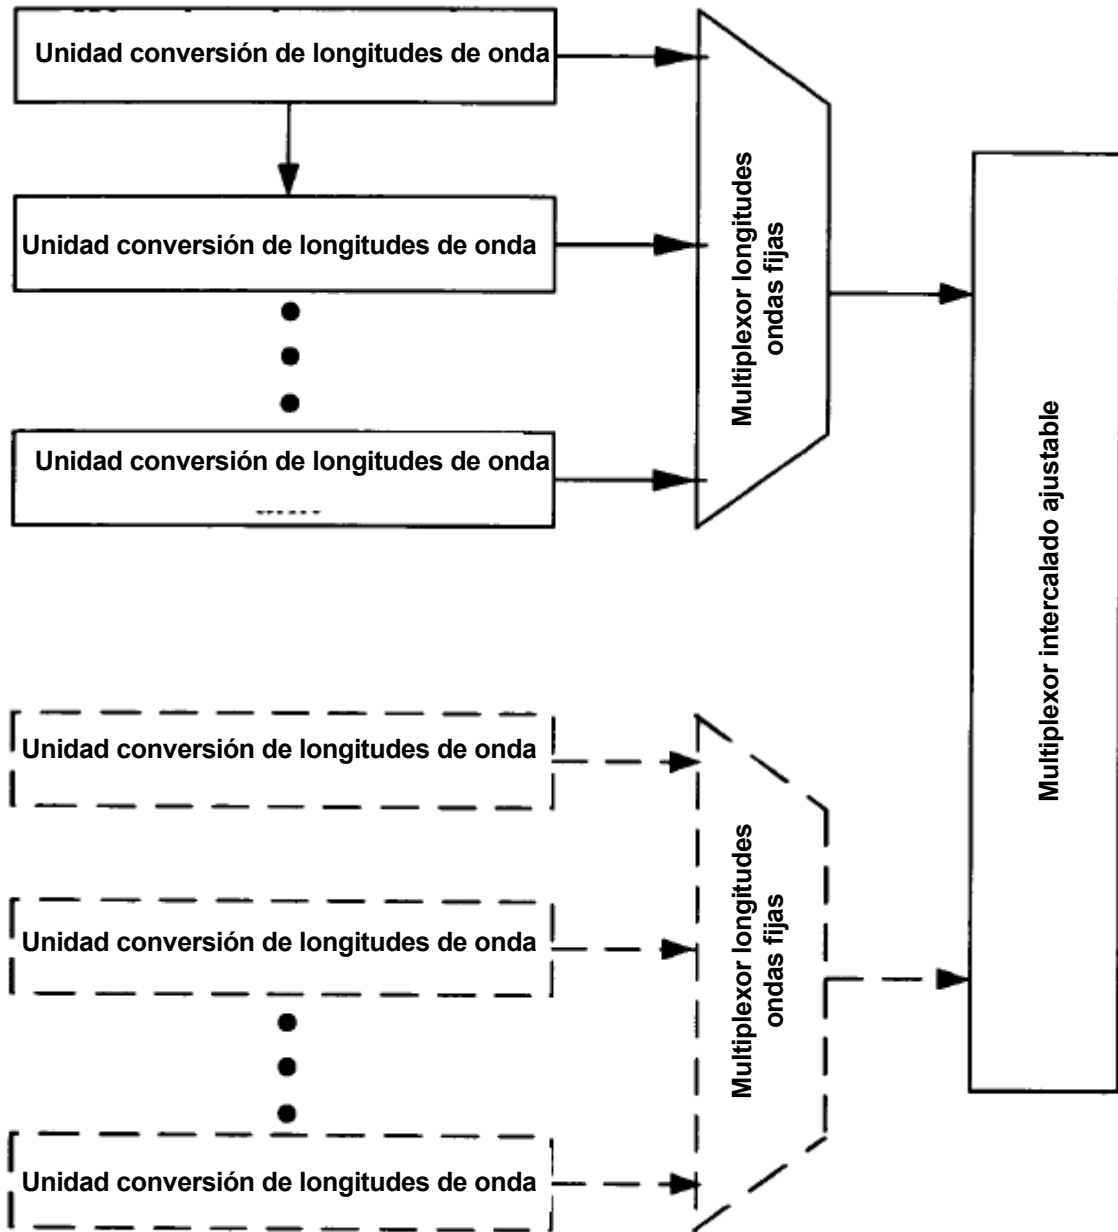 Unidad conversión de longitudes de onda
Unidad conversión de longitudes de onda
Unidad conversión de longitudes de onda
Multiplexor longitudes
ondas fijas
Multiplexor intercalado ajustable
Unidad conversión de longitudes de onda
Unidad conversión de longitudes de onda
Unidad conversión de longitudes de onda
Multiplexor longitudes
ondas fijas